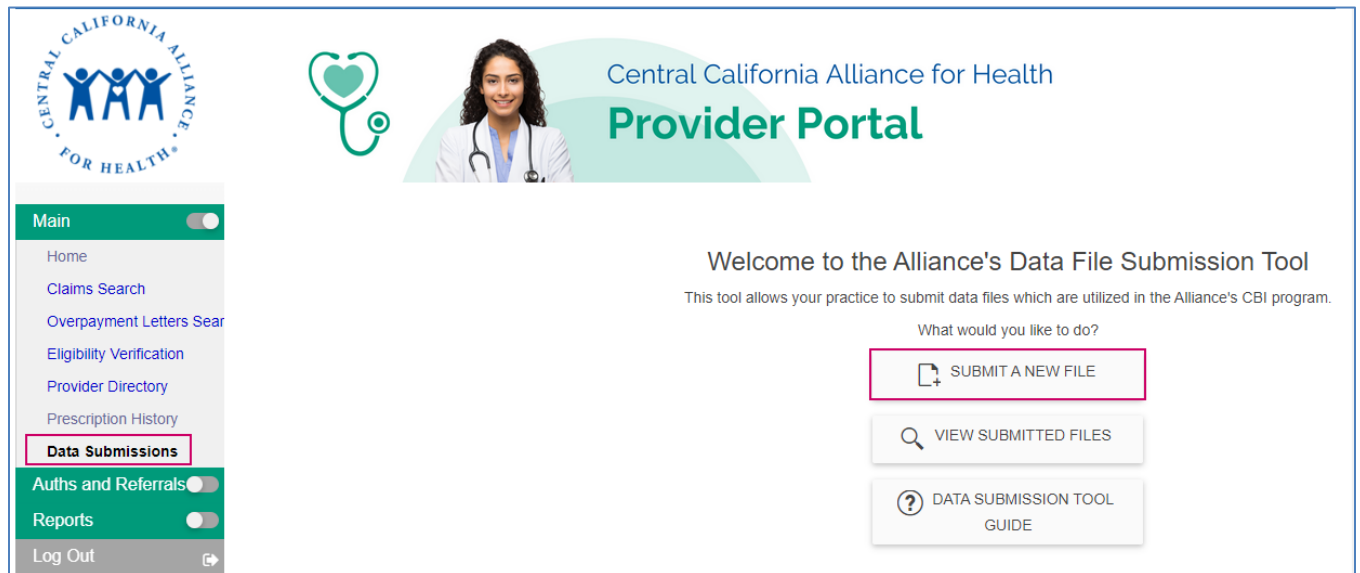 CENTRAL CALIFORNIA ALLIANCE
FOR HEALTH®
Central California Alliance for Health
Provider Portal
Main
Home
Claims Search
Overpayment Letters Sear
Eligibility Verification
Provider Directory
Prescription History
Data Submissions
Auths and Referrals
Reports
Log Out
Welcome to the Alliance's Data File Submission Tool
This tool allows your practice to submit data files which are utilized in the Alliance's CBI program.
What would you like to do?
SUBMIT A NEW FILE
VIEW SUBMITTED FILES
DATA SUBMISSION TOOL
GUIDE